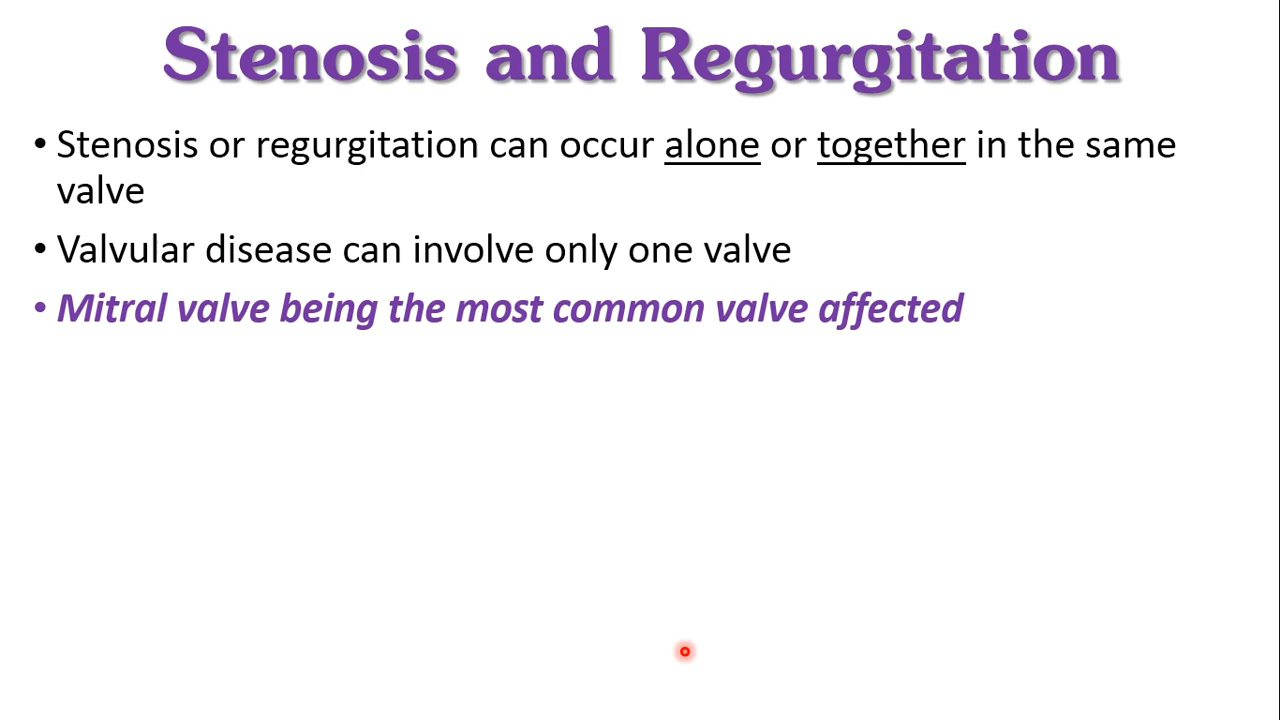 Stenosis and Regurgitation
• Stenosis or regurgitation can occur alone or together in the same
valve
• Valvular disease can involve only one valve
• Mitral valve being the most common valve affected